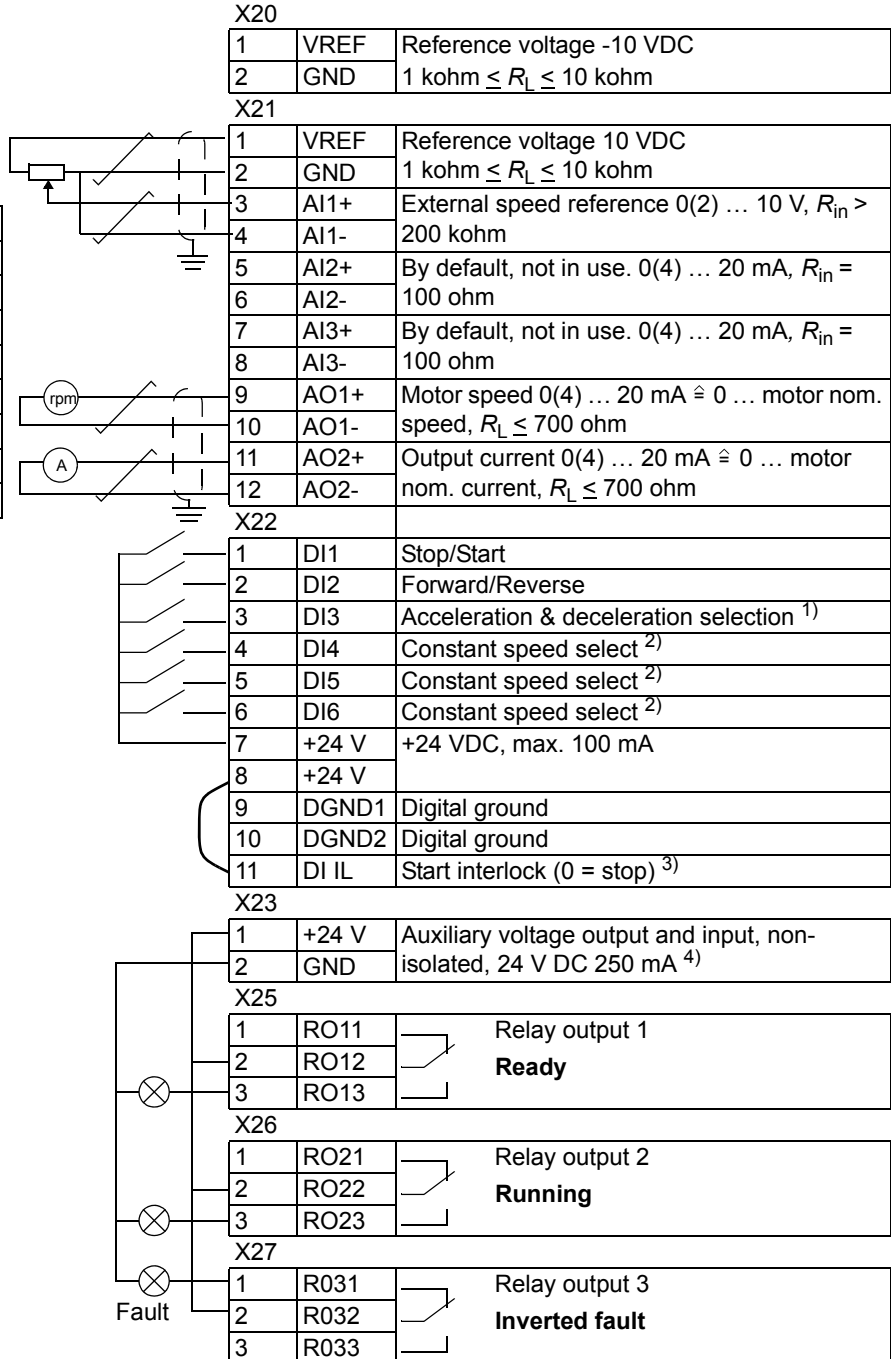 X20
1 VREF Reference voltage -10 VDC
2 GND 1 kohm ≤ RL ≤ 10 kohm
X21
1 VREF Reference voltage 10 VDC
2 GND 1 kohm ≤ RL ≤ 10 kohm
3 AI1+ External speed reference 0(2) … 10 V, Rin >
4 AI1- 200 kohm
5 AI2+ By default, not in use. 0(4) … 20 mA, Rin =
6 AI2- 100 ohm
7 AI3+ By default, not in use. 0(4) … 20 mA, Rin =
8 AI3- 100 ohm
rpm 9 AO1+ Motor speed 0(4) … 20 mA ≙ 0 … motor nom.
10 AO1- speed, RL ≤ 700 ohm
A 11 AO2+ Output current 0(4) … 20 mA ≙ 0 … motor
12 AO2- nom. current, RL ≤ 700 ohm
X22
1 DI1 Stop/Start
2 DI2 Forward/Reverse
3 DI3 Acceleration & deceleration selection 1)
4 DI4 Constant speed select 2)
5 DI5 Constant speed select 2)
6 DI6 Constant speed select 2)
7 +24 V +24 VDC, max. 100 mA
8 +24 V
9 DGND1 Digital ground
10 DGND2 Digital ground
11 DI IL Start interlock (0 = stop) 3)
X23
1 +24 V Auxiliary voltage output and input, non-
2 GND isolated, 24 V DC 250 mA 4)
X25
1 RO11 Relay output 1
2 RO12 Ready
3 RO13
X26
1 RO21 Relay output 2
2 RO22 Running
3 RO23
X27
1 R031 Relay output 3
Fault 2 R032 Inverted fault
3 R033